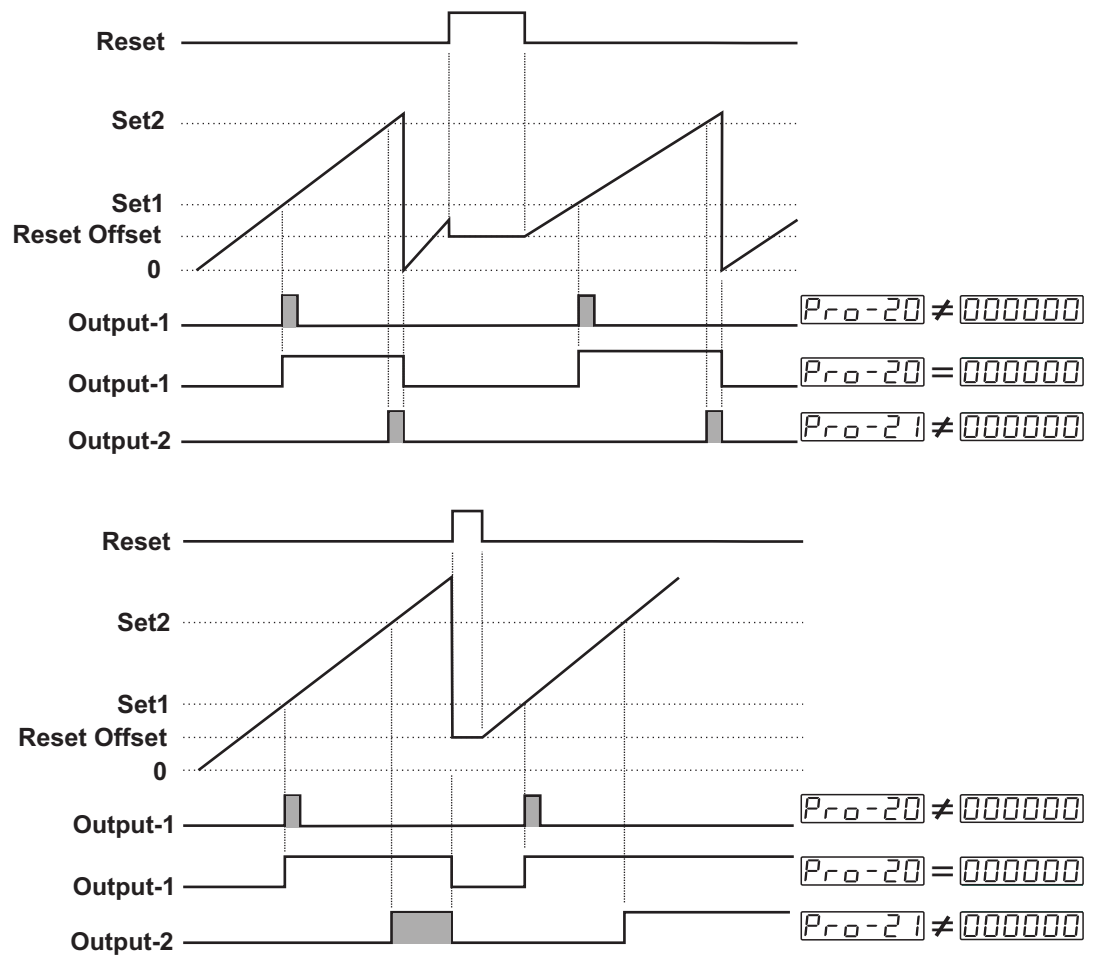 Reset
Set2
Set1
Reset Offset
0
Output-1 Pro-20 ≠ 000000
Output-1 Pro-20 = 000000
Output-2 Pro-21 ≠ 000000
Reset
Set2
Set1
Reset Offset
0
Output-1 Pro-20 ≠ 000000
Output-1 Pro-20 = 000000
Output-2 Pro-21 ≠ 000000